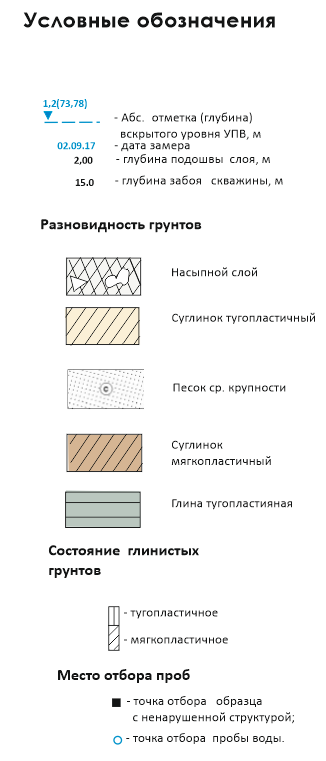 Условные обозначения
1,2(73,78)
- Абс. отметка (глубина)
вскрытого уровня УПВ, м
02.09.17 - дата замера
2,00 - глубина подошвы слоя, м
15.0 - глубина забоя скважины, м
Разновидность грунтов
Насыпной слой
Суглинок тугопластичный
с
Песок ср. крупности
Суглинок
мягкопластичный
Глина тугопластияная
Состояние глинистых
грунтов
- тугопластичное
- мягкопластичное
Место отбора проб
- точка отбора образца
с ненарушенной структурой;
- точка отбора пробы воды.